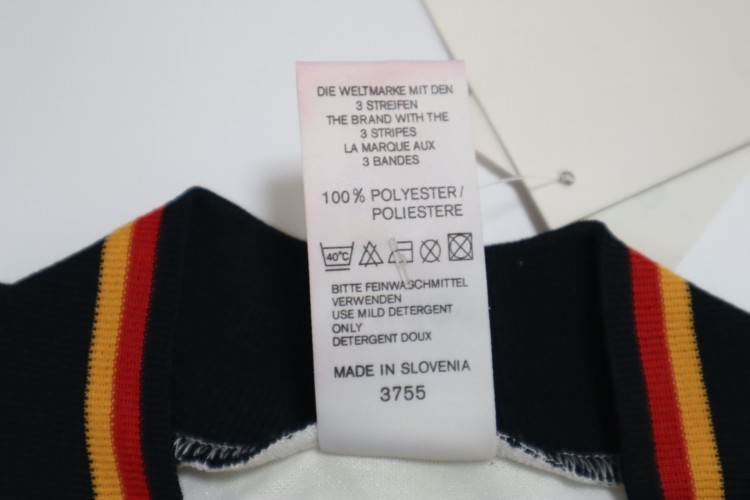 DIE WELTMARKE MIT DEN
3 STREIFEN
THE BRAND WITH THE
3 STRIPES
LA MARQUE AUX
3 BANDES
100% POLYESTER/
POLIESTERE
40°C
BITTE FEINWASCHMITTEL
VERWENDEN
USE MILD DETERGENT
ONLY
DETERGENT DOUX
MADE IN SLOVENIA
3755